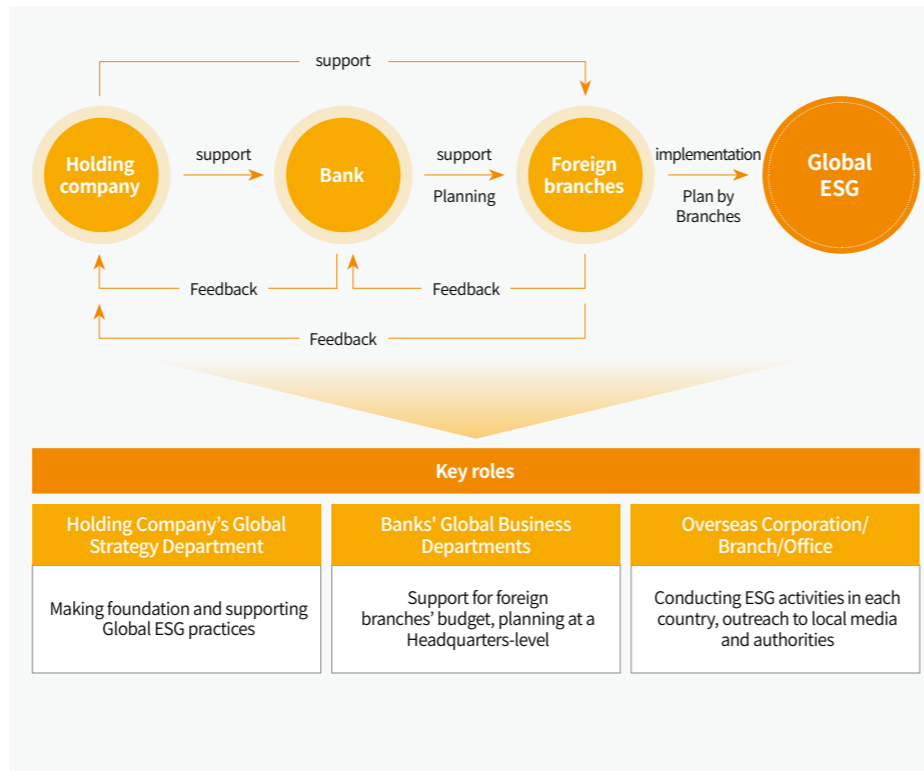 support
Holding
company
support
Bank
support
Planning
Foreign
branches
implementation
Plan by
Branches
Global
ESG
Feedback
Feedback
Feedback
Key roles
Holding Company's Global
Strategy Department
Making foundation and supporting
Global ESG practices
Banks' Global Business
Departments
Support for foreign
branches' budget, planning at a
Headquarters-level
Overseas Corporation/
Branch/Office
Conducting ESG activities in each
country, outreach to local media
and authorities